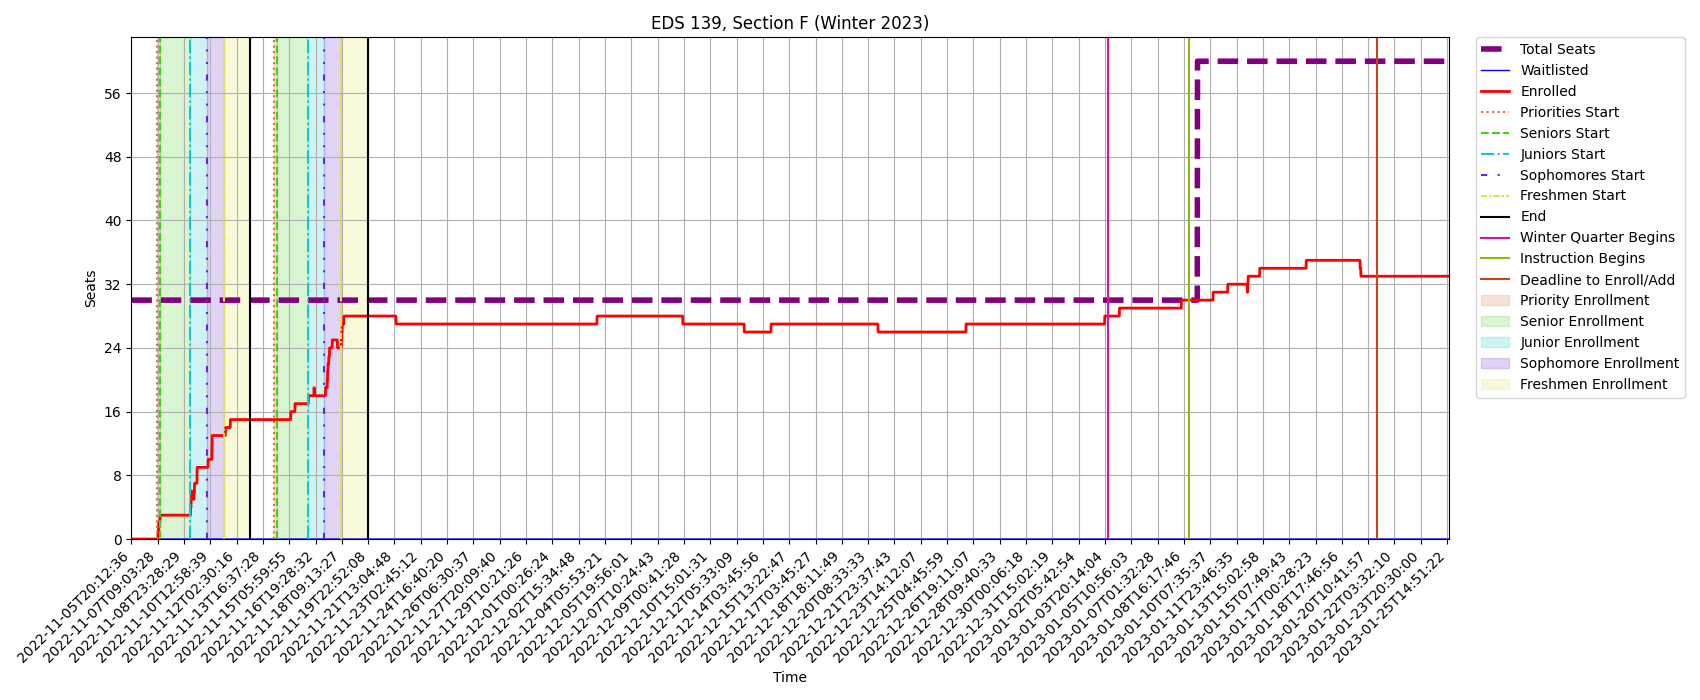 EDS 139, Section F (Winter 2023)
Seats
56
48
40
32
24
16
8
0
2022-11-05T20:12:36
2022-11-07T09:03:28
2022-11-08T23:28:29
2022-11-10T12:58:39
2022-11-12T02:30:16
2022-11-13T16:37:28
2022-11-15T05:59:55
2022-11-16T19:28:32
2022-11-18T09:13:27
2022-11-19T22:52:08
2022-11-21T13:04:48
2022-11-23T02:45:12
2022-11-24T16:40:20
2022-11-26T06:30:37
2022-11-27T20:09:40
2022-11-29T10:21:26
2022-12-01T00:26:24
2022-12-02T15:34:48
2022-12-04T05:53:21
2022-12-05T19:56:01
2022-12-07T10:24:43
2022-12-09T00:41:28
2022-12-10T15:01:31
2022-12-12T05:33:09
2022-12-14T03:45:56
2022-12-15T13:22:47
2022-12-17T03:45:27
2022-12-18T18:11:49
2022-12-20T08:33:33
2022-12-21T23:37:43
2022-12-23T14:12:07
2022-12-25T04:45:59
2022-12-26T19:11:07
2022-12-28T09:40:33
2022-12-30T00:06:18
2022-12-31T15:02:19
2023-01-02T05:42:54
2023-01-03T20:14:04
2023-01-05T10:56:03
2023-01-07T01:32:28
2023-01-08T16:17:46
2023-01-10T07:35:37
2023-01-11T23:46:35
2023-01-13T15:02:58
2023-01-15T07:49:43
2023-01-17T00:28:23
2023-01-18T17:46:56
2023-01-20T10:41:57
2023-01-22T03:32:10
2023-01-23T20:30:00
2023-01-25T14:51:22
Time
Total Seats
Waitlisted
Enrolled
Priorities Start
Seniors Start
Juniors Start
Sophomores Start
Freshmen Start
End
Winter Quarter Begins
Instruction Begins
Deadline to Enroll/Add
Priority Enrollment
Senior Enrollment
Junior Enrollment
Sophomore Enrollment
Freshmen Enrollment